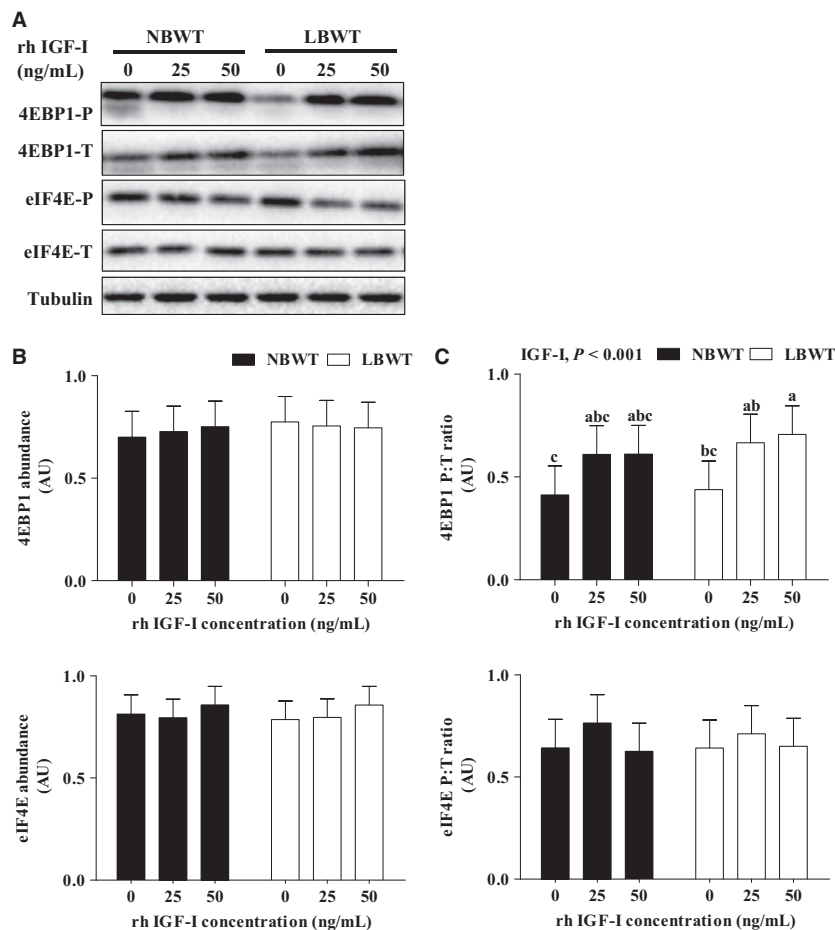 A
NBWT LBWT
rh IGF-I
(ng/mL) 0 25 50 0 25 50
4EBP1-P
4EBP1-T
eIF4E-P
eIF4E-T
Tubulin
B
NBWT LBWT
1.0
0.5
0.0
4EBP1 abundance
(AU)
0 25 50 0 25 50
rh IGF-I concentration (ng/mL)
C
IGF-I, P < 0.001 NBWT LBWT
1.0
0.5
0.0
4EBP1 P:T ratio
(AU)
c abc abc bc ab a
0 25 50 0 25 50
rh IGF-I concentration (ng/mL)
1.0
0.5
0.0
eIF4E abundance
(AU)
0 25 50 0 25 50
rh IGF-I concentration (ng/mL)
1.0
0.5
0.0
eIF4E P:T ratio
(AU)
0 25 50 0 25 50
rh IGF-I concentration (ng/mL)